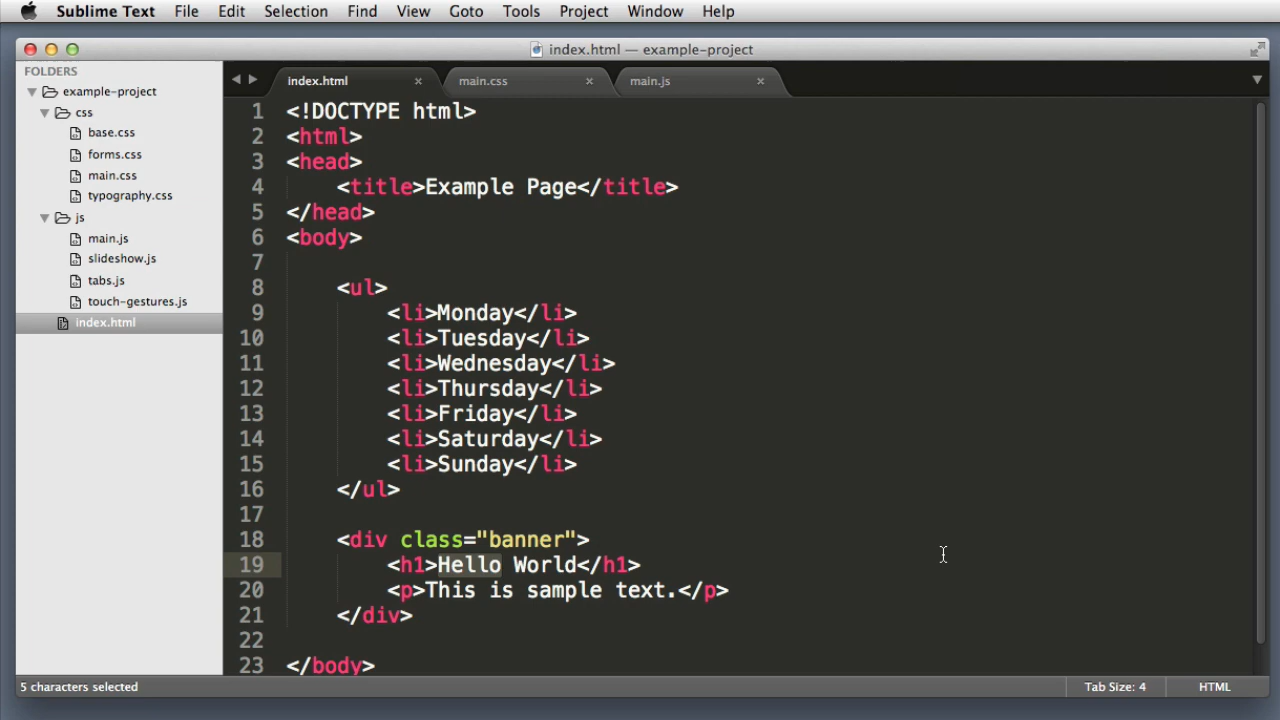 Sublime Text File Edit Selection Find View Goto Tools Project Window Help
index.html — example-project
FOLDERS
example-project
css
base.css
forms.css
main.css
typography.css
js
main.js
slideshow.js
tabs.js
touch-gestures.js
index.html
index.html × main.css × main.js ×
1 <!DOCTYPE html>
2 <html>
3 <head>
4 <title>Example Page</title>
5 </head>
6 <body>
7
8 <ul>
9 <li>Monday</li>
10 <li>Tuesday</li>
11 <li>Wednesday</li>
12 <li>Thursday</li>
13 <li>Friday</li>
14 <li>Saturday</li>
15 <li>Sunday</li>
16 </ul>
17
18 <div class="banner">
19 <h1>Hello World</h1>
20 <p>This is sample text.</p>
21 </div>
22
23 </body>
5 characters selected Tab Size: 4 HTML